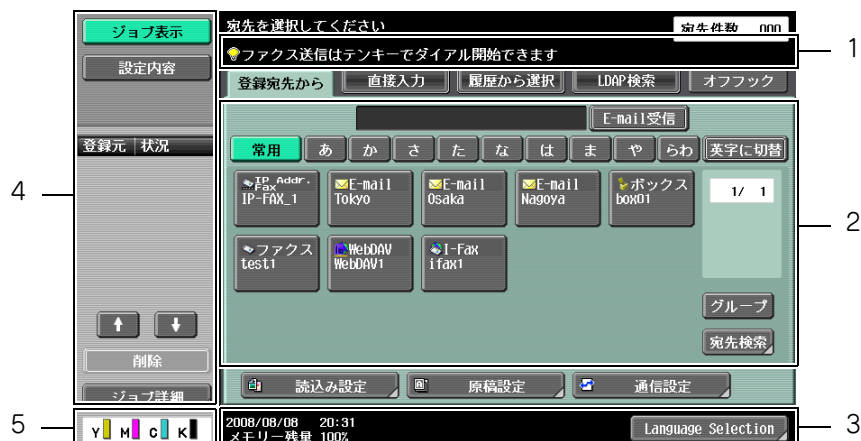 ジョブ表示
設定内容
登録元 状況
削除
ジョブ詳細
宛先を選択してください
宛先件数 000
ファクス送信はテンキーでダイアル開始できます
登録宛先から 直接入力 履歴から選択 LDAP検索 オフフック
E-mail受信
常用 あ か さ た な は ま や らわ 英字に切替
IP Addr. Fax E-mail E-mail E-mail ボックス
IP-FAX_1 Tokyo Osaka Nagoya box01
1/ 1
ファクス WebDAV I-Fax
test1 WebDAV1 ifax1
グループ
宛先検索
読込み設定 原稿設定 通信設定
Y M C K
2008/08/08 20:31
メモリー残量 100%
Language Selection
1
2
3
4
5